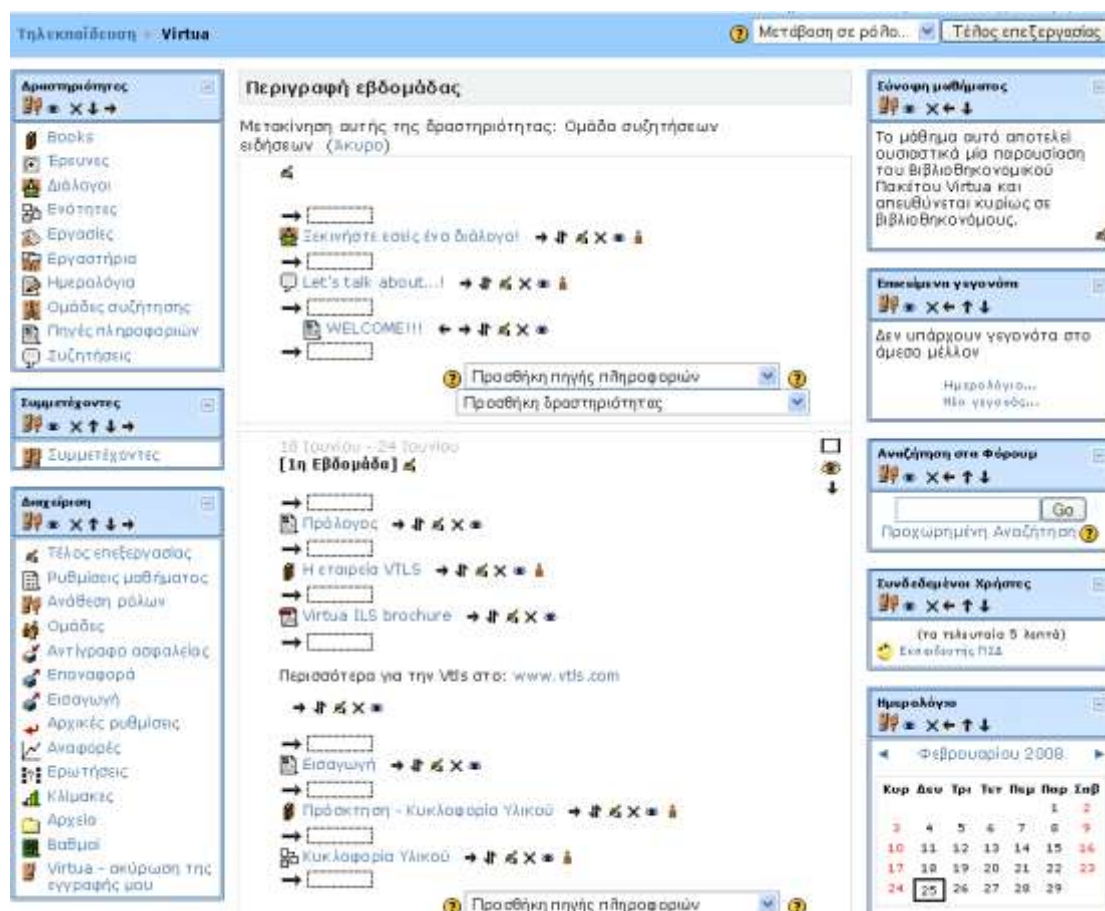 Τηλεκπαίδευση » Virtua
Μετάβαση σε ρόλο...
Τέλος επεξεργασίας
Δραστηριότητες
Books
Έρευνες
Διάλογοι
Ενότητες
Εργασίες
Εργαστήρια
Ημερολόγια
Ομάδες συζήτησης
Πηγές πληροφοριών
Συζητήσεις
Συμμετέχοντες
Συμμετέχοντες
Διαχείριση
Τέλος επεξεργασίας
Ρυθμίσεις μαθήματος
Ανάθεση ρόλων
Ομάδες
Αντίγραφο ασφαλείας
Επαναφορά
Εισαγωγή
Αρχικές ρυθμίσεις
Αναφορές
Ερωτήσεις
Κλίμακες
Αρχεία
Βαθμοί
Virtua - ακύρωση της
εγγραφής μου
Περιγραφή εβδομάδας
Μετακίνηση αυτής της δραστηριότητας: Ομάδα συζητήσεων
ειδήσεων (Άκυρο)
Ξεκινήστε εσείς ένα διάλογο!
Let's talk about...!
WELCOME!!!
Προσθήκη πηγής πληροφοριών
Προσθήκη δραστηριότητας
18 Ιουνίου - 24 Ιουνίου
[1η Εβδομάδα]
Πρόλογος
Η εταιρεία VTLS
Virtua ILS brochure
Περισσότερα για την Vtls στο: www.vtls.com
Εισαγωγή
Πρόσκτηση - Κυκλοφορία Υλικού
Κυκλοφορία Υλικού
Προσθήκη πηγής πληροφοριών
Σύνοψη μαθήματος
Το μάθημα αυτό αποτελεί
ουσιαστικά μία παρουσίαση
του Βιβλιοθηκονομικού
Πακέτου Virtua και
απευθύνεται κυρίως σε
βιβλιοθηκονόμους.
Επικείμενα γεγονότα
Δεν υπάρχουν γεγονότα στο
άμεσο μέλλον
Ημερολόγιο...
Νέο γεγονός...
Αναζήτηση στα Φόρουμ
Go
Προχωρημένη Αναζήτηση
Συνδεδεμένοι Χρήστες
(τα τελευταία 5 λεπτά)
Εκπαιδευτής ΠΣΔ
Ημερολόγιο
Φεβρουαρίου 2008
Κυρ Δευ Τρι Τετ Πεμ Παρ Σαβ
1 2
3 4 5 6 7 8 9
10 11 12 13 14 15 16
17 18 19 20 21 22 23
24 25 26 27 28 29